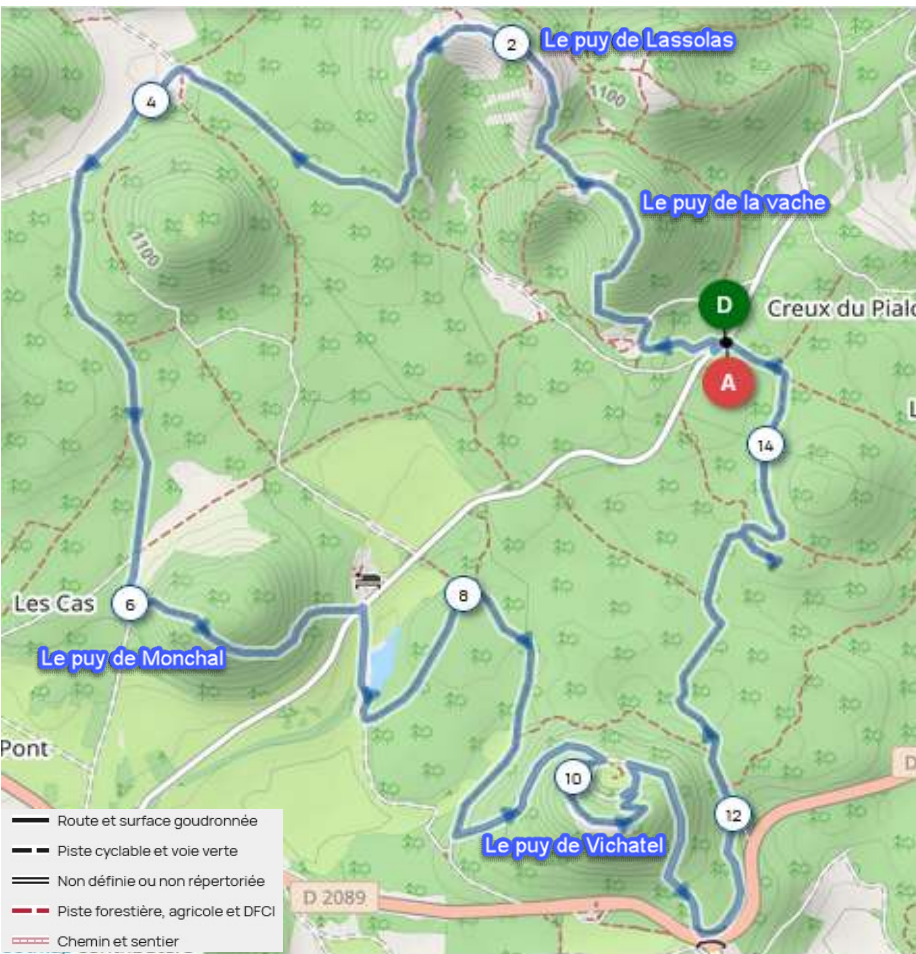 2
Le puy de Lassolas
4
1100
Le puy de la vache
1100
D
Creux du Pialo
A
L
14
Les Cas
6
8
Le puy de Monchal
Pont
10
D
12
Le puy de Vichatel
Route et surface goudronnée
Piste cyclable et voie verte
Non définie ou non répertoriée
D 2089
Piste forestière, agricole et DFCI
Chemin et sentier